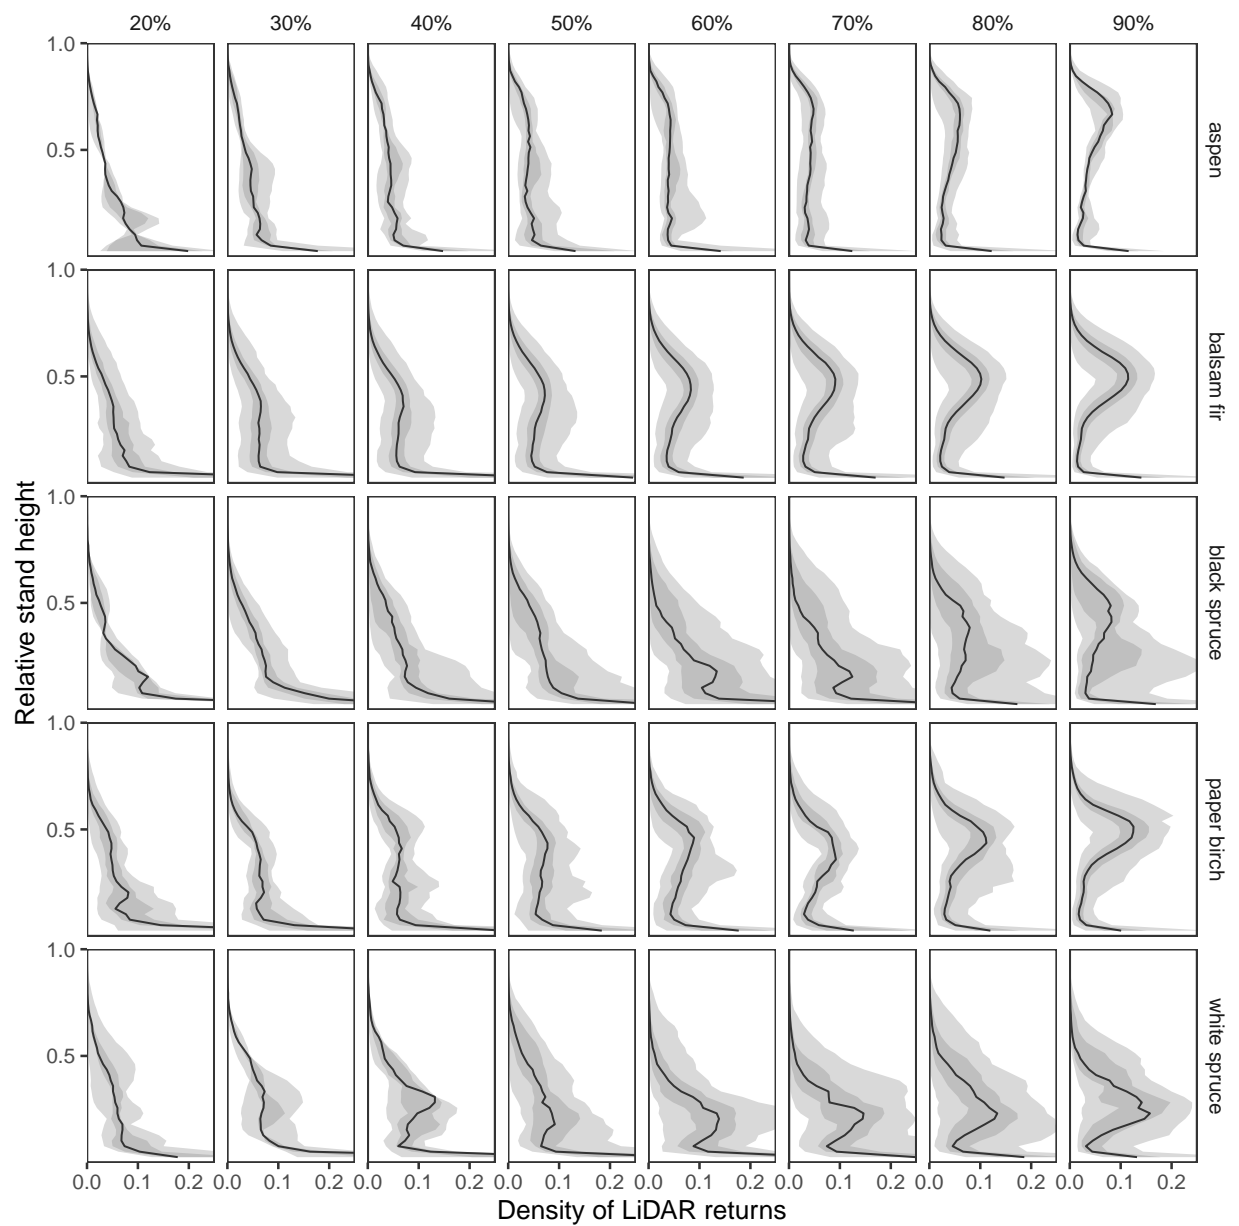 20% 30% 40% 50% 60% 70% 80% 90%
1.0
0.5
aspen
1.0
0.5
balsam fir
1.0
0.5
black spruce
Relative stand height
1.0
0.5
paper birch
1.0
0.5
white spruce
0.0 0.1 0.2 0.0 0.1 0.2 0.0 0.1 0.2 0.0 0.1 0.2 0.0 0.1 0.2 0.0 0.1 0.2 0.0 0.1 0.2 0.0 0.1 0.2
Density of LiDAR returns